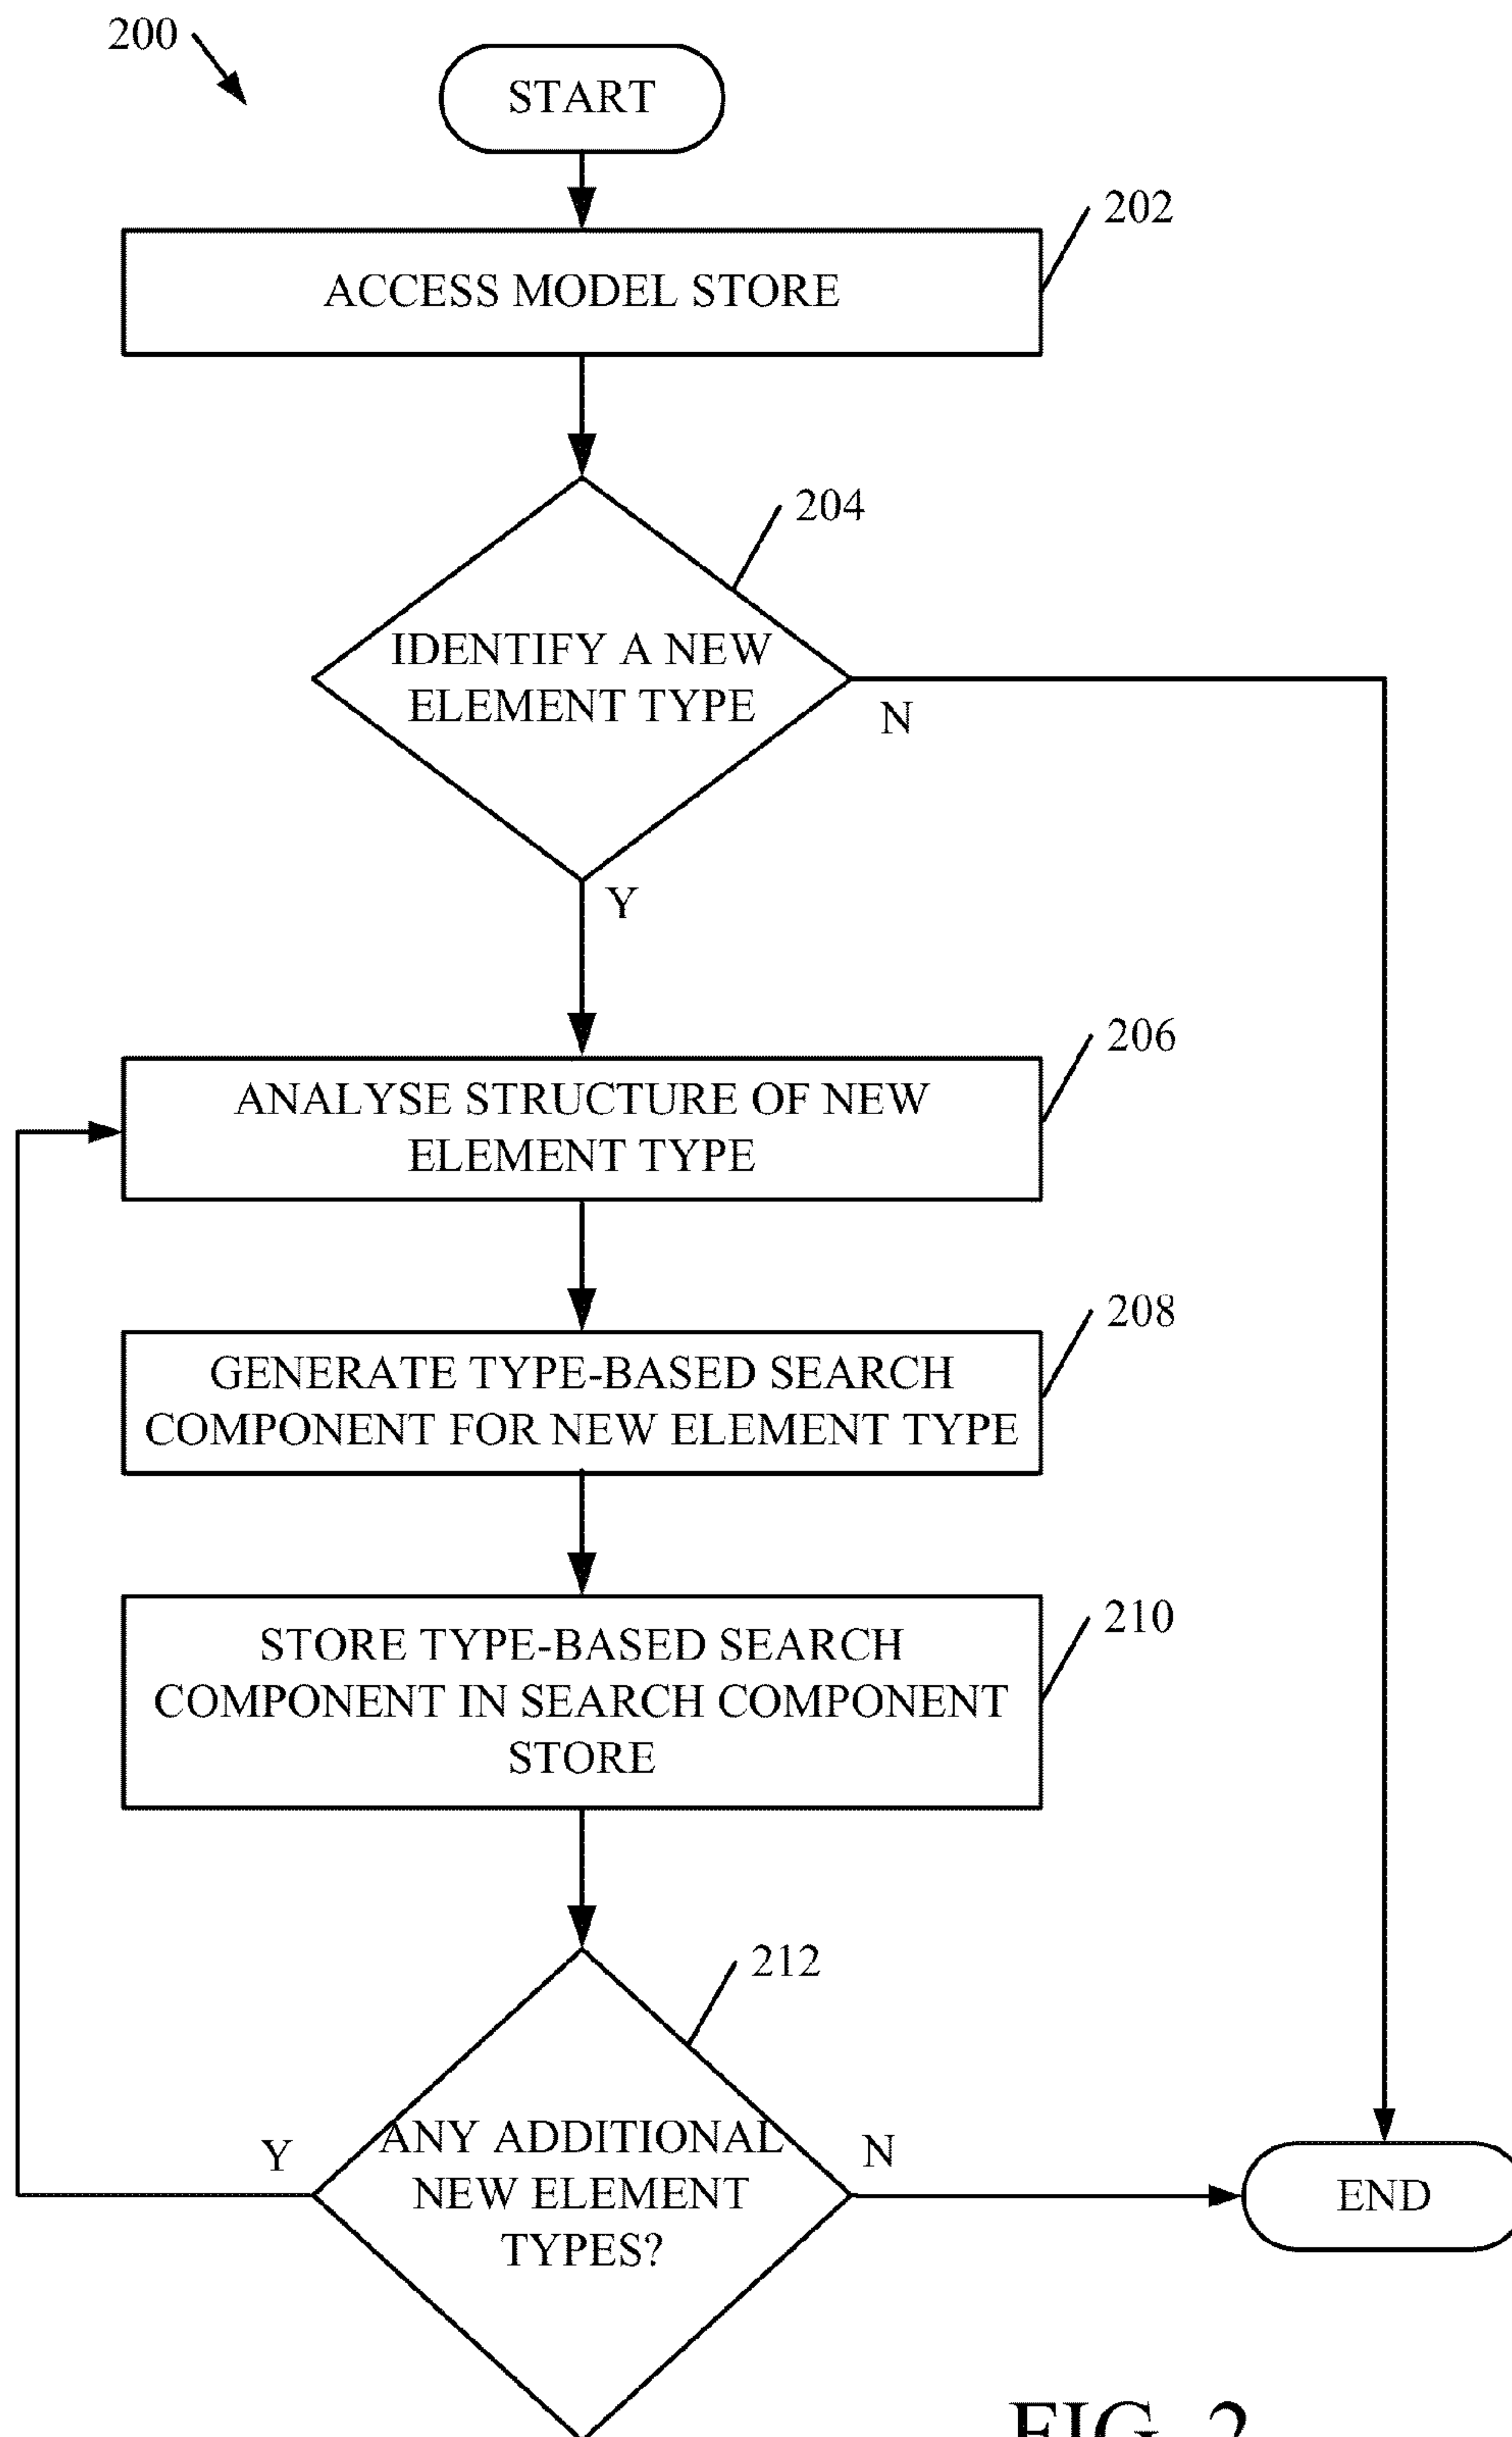 200
START
202
ACCESS MODEL STORE
204
IDENTIFY A NEW
ELEMENT TYPE
N
Y
206
ANALYSE STRUCTURE OF NEW
ELEMENT TYPE
208
GENERATE TYPE-BASED SEARCH
COMPONENT FOR NEW ELEMENT TYPE
210
STORE TYPE-BASED SEARCH
COMPONENT IN SEARCH COMPONENT
STORE
212
ANY ADDITIONAL
NEW ELEMENT
TYPES?
Y
N
END
FIG. 2